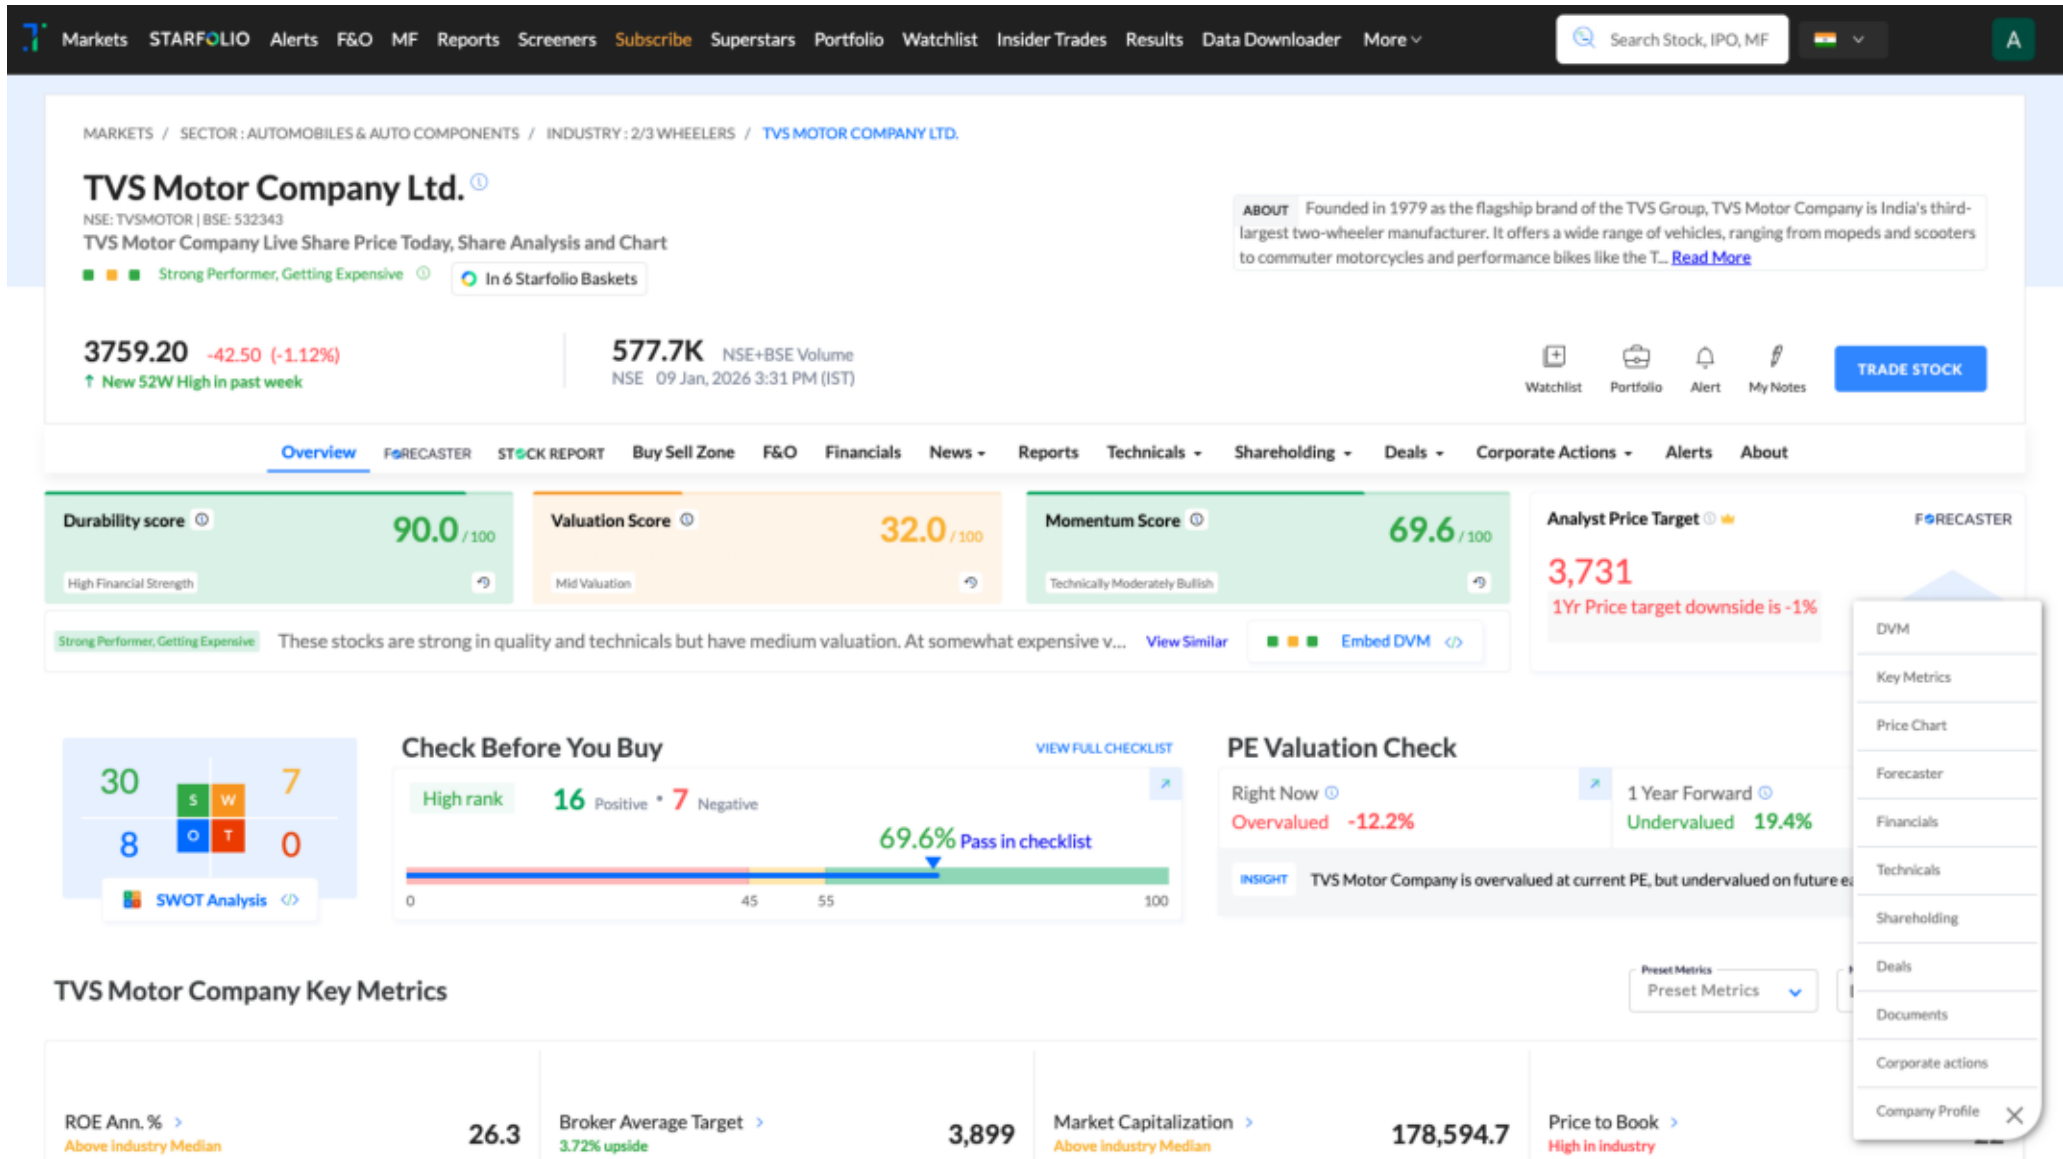 Markets STARFOLIO Alerts F&O MF Reports Screeners Subscribe Superstars Portfolio Watchlist Insider Trades Results Data Downloader More Search Stock, IPO, MF A
MARKETS / SECTOR : AUTOMOBILES & AUTO COMPONENTS / INDUSTRY : 2/3 WHEELERS / TVS MOTOR COMPANY LTD.
TVS Motor Company Ltd.
NSE: TVSMOTOR | BSE: 532343
TVS Motor Company Live Share Price Today, Share Analysis and Chart
Strong Performer, Getting Expensive In 6 Starfolio Baskets
ABOUT Founded in 1979 as the flagship brand of the TVS Group, TVS Motor Company is India's third-
largest two-wheeler manufacturer. It offers a wide range of vehicles, ranging from mopeds and scooters
to commuter motorcycles and performance bikes like the T... Read More
3759.20 -42.50 (-1.12%)
↑ New 52W High in past week
577.7K NSE+BSE Volume
NSE 09 Jan, 2026 3:31 PM (IST)
Watchlist Portfolio Alert My Notes TRADE STOCK
Overview FORECASTER STOCK REPORT Buy Sell Zone F&O Financials News Reports Technicals Shareholding Deals Corporate Actions Alerts About
Durability score 90.0 / 100
High Financial Strength
Valuation Score 32.0 / 100
Mid Valuation
Momentum Score 69.6 / 100
Technically Moderately Bullish
Analyst Price Target FORECASTER
3,731
1Yr Price target downside is -1%
Strong Performer, Getting Expensive These stocks are strong in quality and technicals but have medium valuation. At somewhat expensive v... View Similar Embed DVM </>
30 7
S W
8 O T 0
SWOT Analysis </>
Check Before You Buy VIEW FULL CHECKLIST
High rank 16 Positive • 7 Negative
69.6% Pass in checklist
0 45 55 100
PE Valuation Check
Right Now
Overvalued -12.2%
1 Year Forward
Undervalued 19.4%
INSIGHT TVS Motor Company is overvalued at current PE, but undervalued on future ea
DVM
Key Metrics
Price Chart
Forecaster
Financials
Technicals
Shareholding
Deals
Documents
Corporate actions
Company Profile
TVS Motor Company Key Metrics
Preset Metrics
Preset Metrics
ROE Ann. % 26.3
Above industry Median
Broker Average Target 3,899
3.72% upside
Market Capitalization 178,594.7
Above industry Median
Price to Book
High in industry